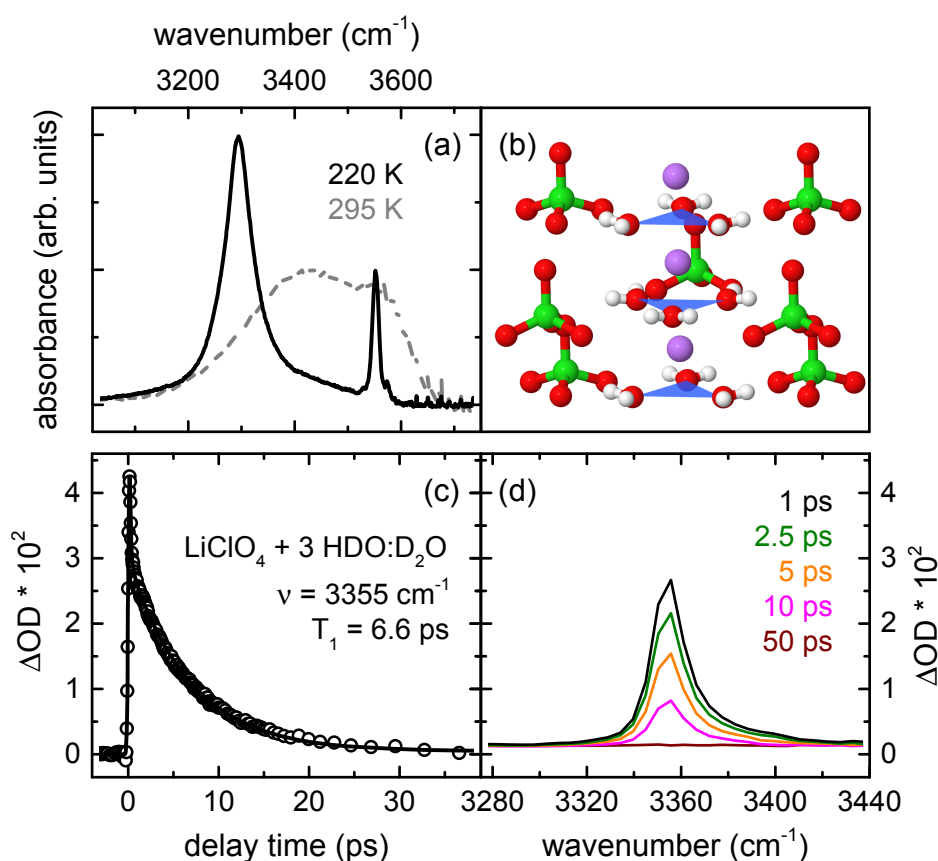 wavenumber (cm⁻¹)
3200 3400 3600
absorbance (arb. units)
(a)
220 K
295 K
(b)
(c)
4
3
2
1
0
ΔOD * 10²
LiClO₄ + 3 HDO:D₂O
ν = 3355 cm⁻¹
T₁ = 6.6 ps
0 10 20 30
delay time (ps)
(d)
1 ps
2.5 ps
5 ps
10 ps
50 ps
4
3
2
1
0
ΔOD * 10²
3280 3320 3360 3400 3440
wavenumber (cm⁻¹)